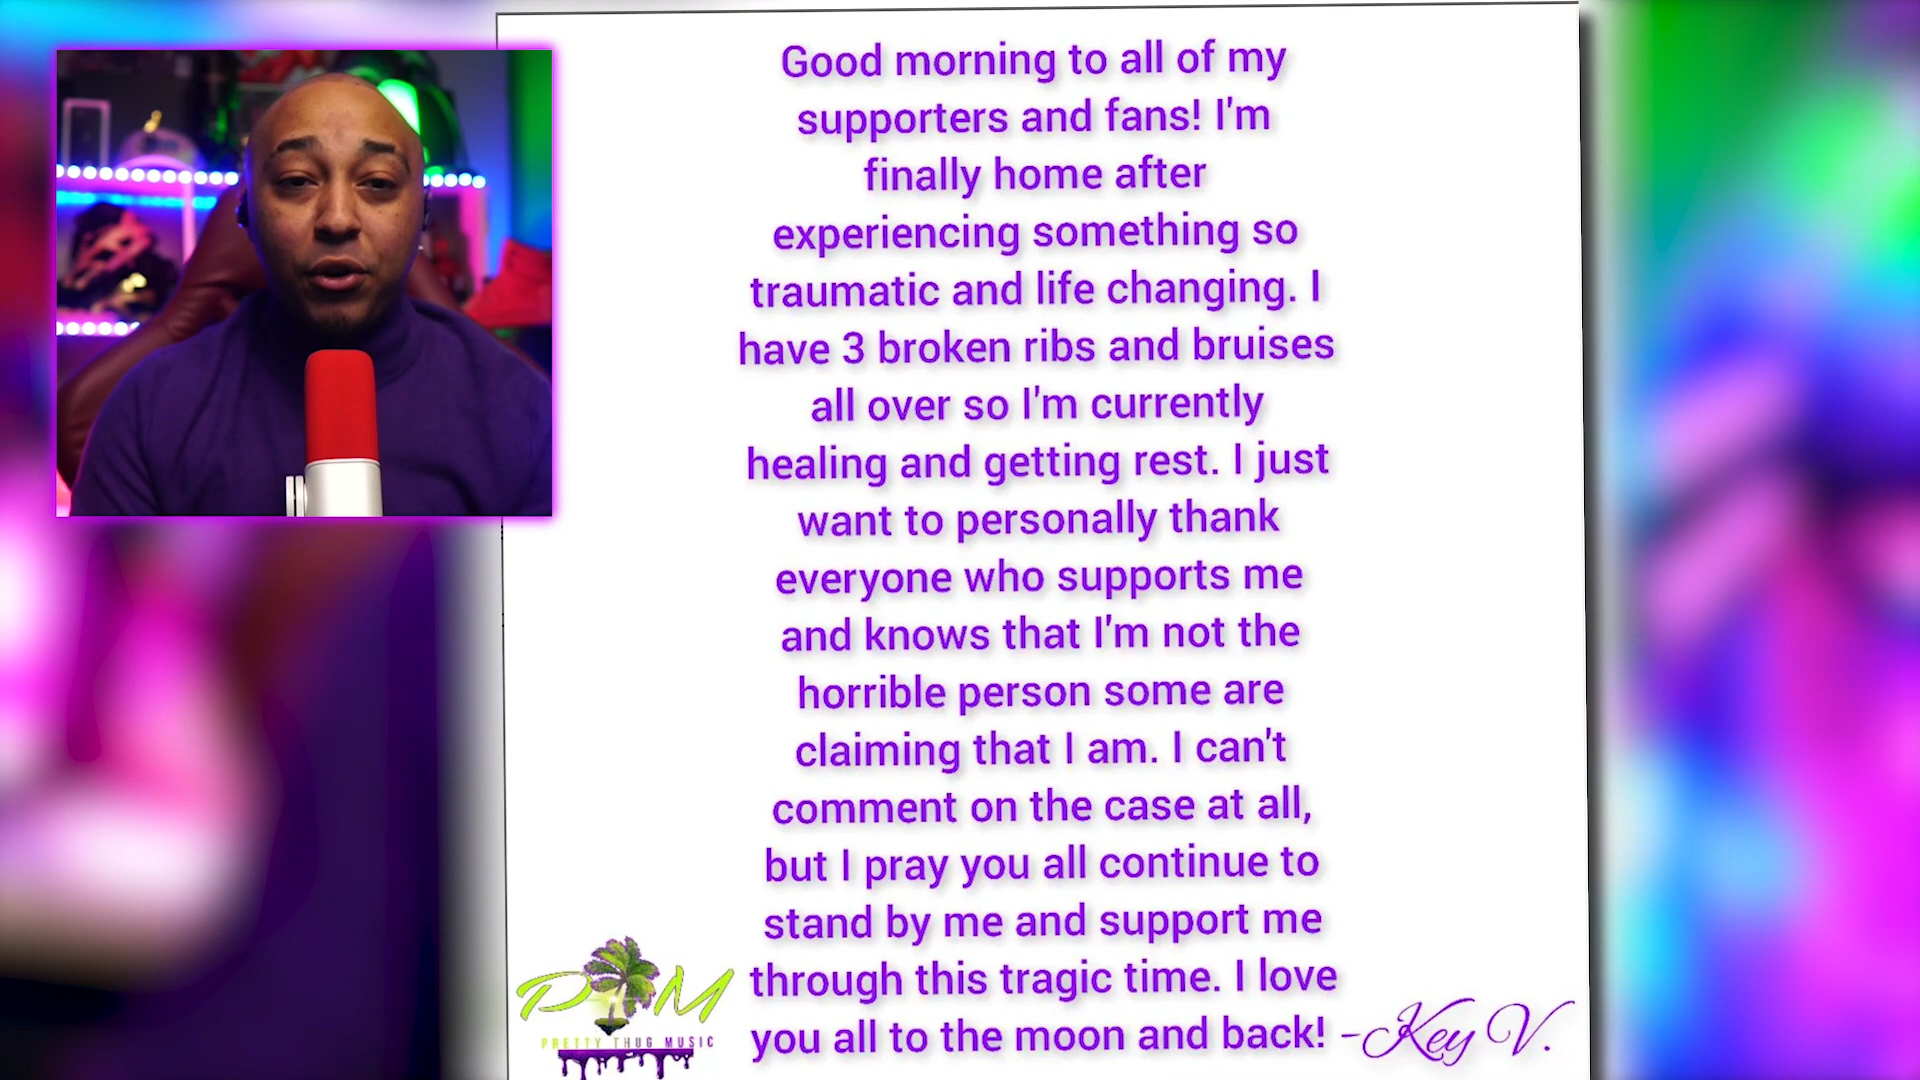 Good morning to all of my
supporters and fans! I'm
finally home after
experiencing something so
traumatic and life changing. I
have 3 broken ribs and bruises
all over so I'm currently
healing and getting rest. I just
want to personally thank
everyone who supports me
and knows that I'm not the
horrible person some are
claiming that I am. I can't
comment on the case at all,
but I pray you all continue to
stand by me and support me
through this tragic time. I love
you all to the moon and back! -Key V.
PTM
PRETTY THUG MUSIC